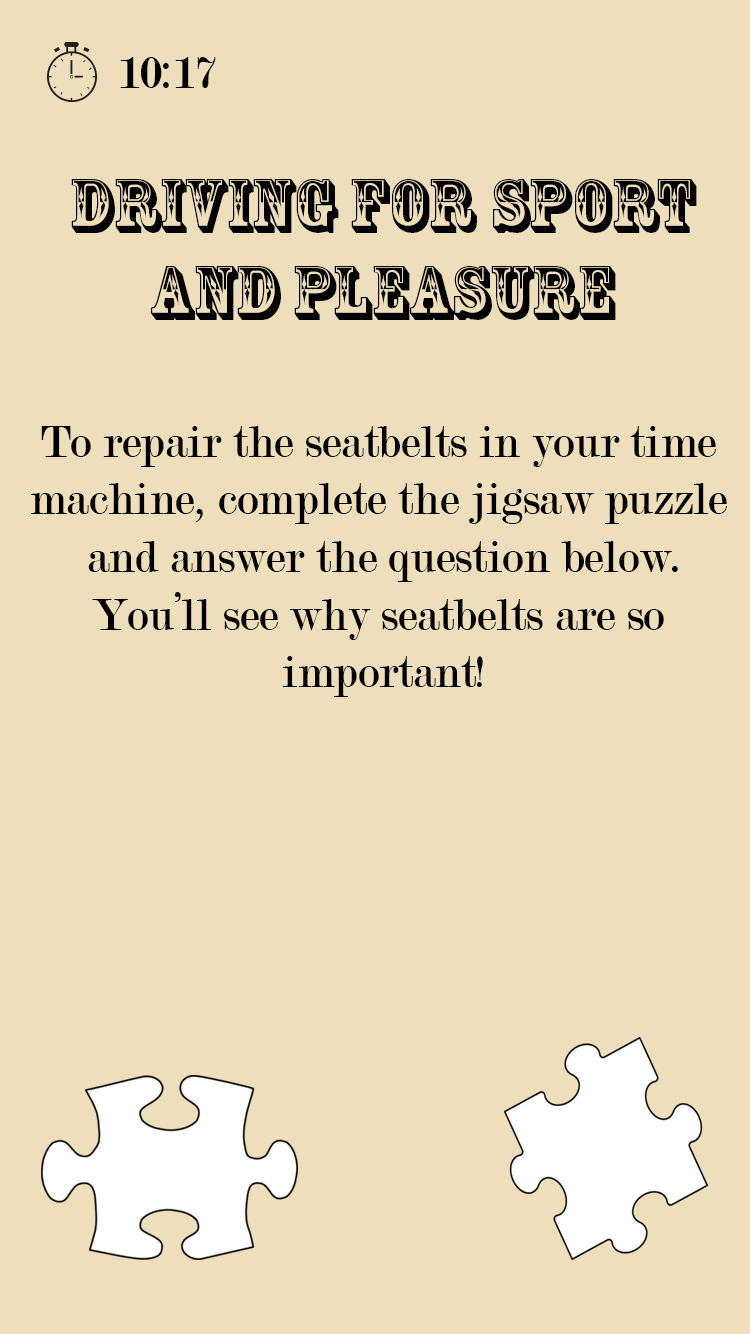 10:17
DRIVING FOR SPORT
AND PLEASURE
To repair the seatbelts in your time
machine, complete the jigsaw puzzle
and answer the question below.
You'll see why seatbelts are so
important!